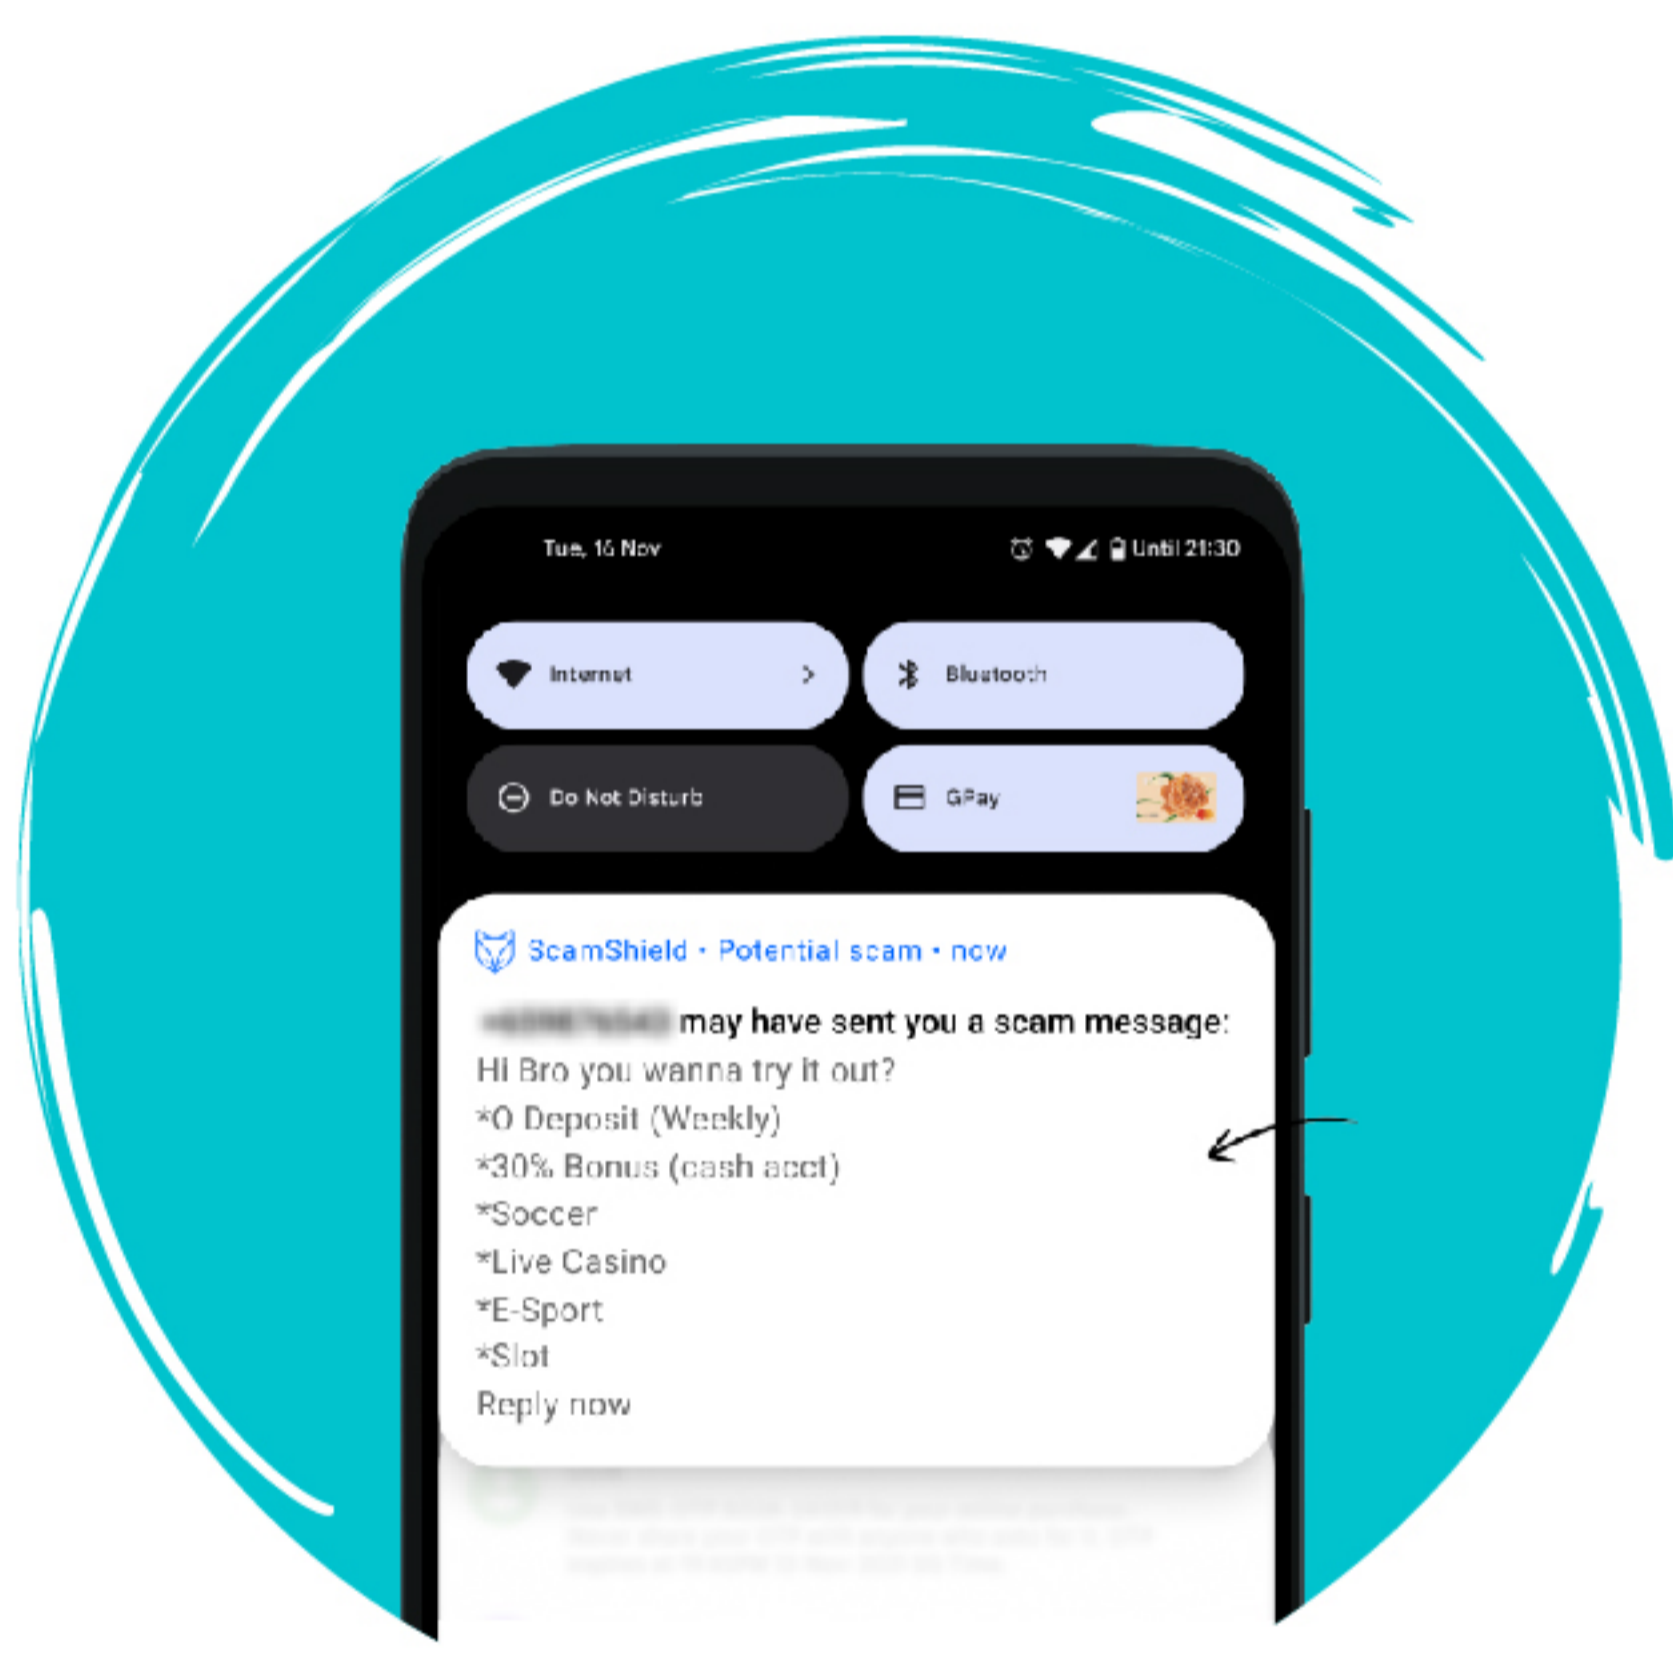 Tue, 16 Nov
Until 21:30
Internet
Bluetooth
Do Not Disturb
GPay
ScamShield • Potential scam • now
may have sent you a scam message:
Hi Bro you wanna try it out?
*0 Deposit (Weekly)
*30% Bonus (cash acct)
*Soccer
*Live Casino
*E-Sport
*Slot
Reply now